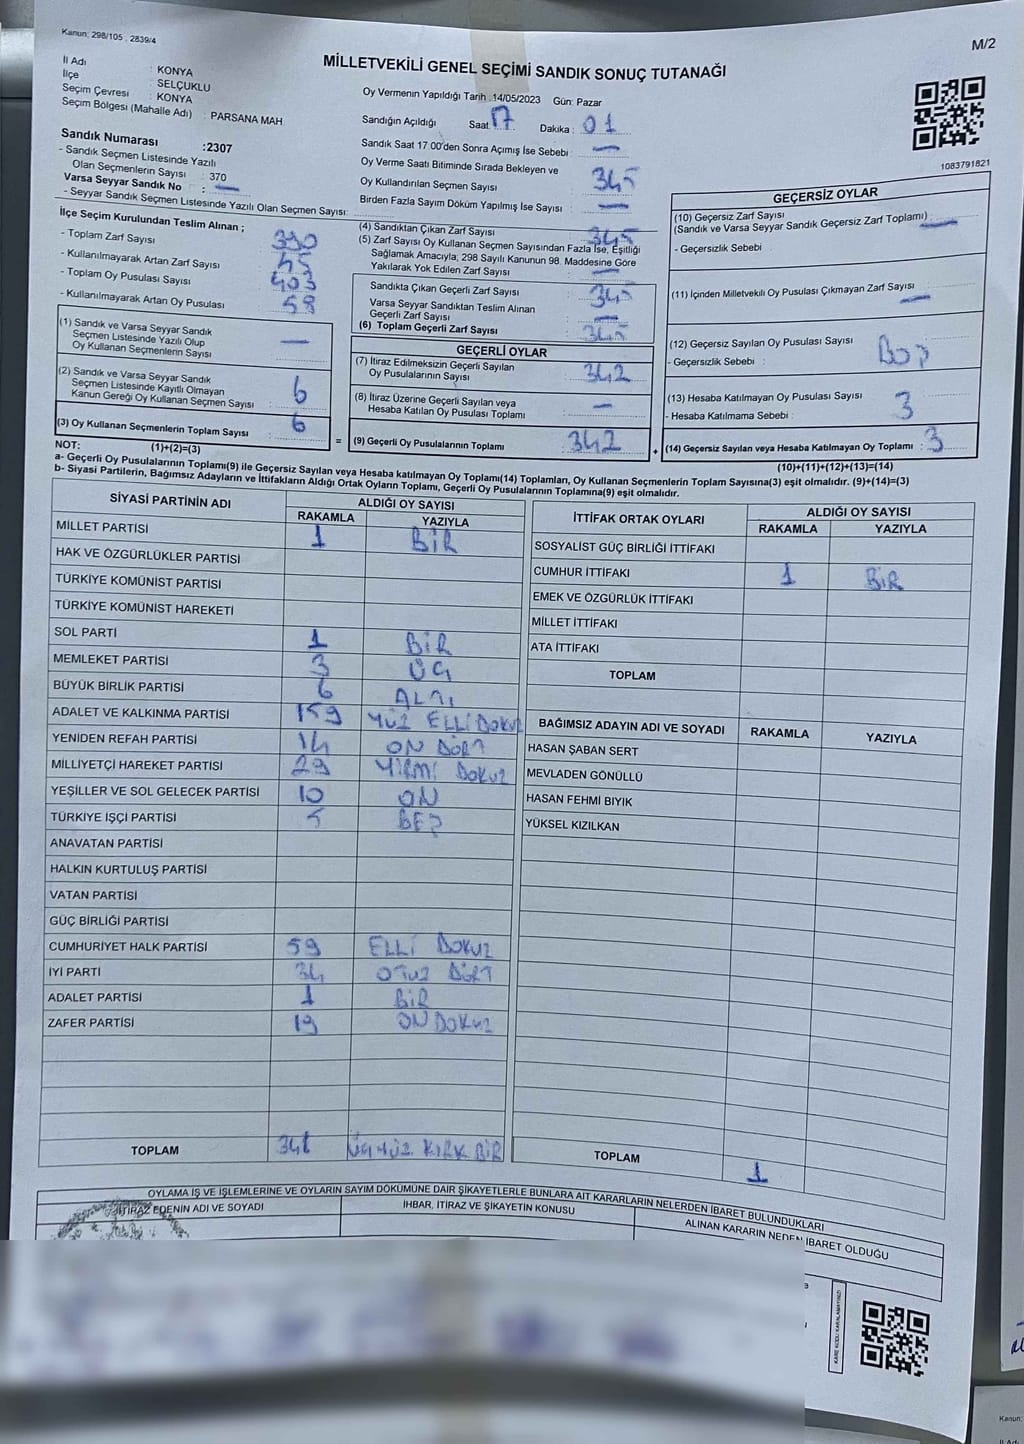 Kanun: 298/105 , 2839/4
M/2
MİLLETVEKİLİ GENEL SEÇİMİ SANDIK SONUÇ TUTANAĞI
İl Adı : KONYA
İlçe : SELÇUKLU
Seçim Çevresi : KONYA
Seçim Bölgesi (Mahalle Adı) : PARSANA MAH
Sandık Numarası :2307
- Sandık Seçmen Listesinde Yazılı
Olan Seçmenlerin Sayısı : 370
Varsa Seyyar Sandık No : —
- Seyyar Sandık Seçmen Listesinde Yazılı Olan Seçmen Sayısı:
Oy Vermenin Yapıldığı Tarih :14/05/2023 Gün: Pazar
Sandığın Açıldığı Saat : 17 Dakika : 01
Sandık Saat 17.00'den Sonra Açımış İse Sebebi : —
Oy Verme Saati Bitiminde Sırada Bekleyen ve
Oy Kullandırılan Seçmen Sayısı : 345
Birden Fazla Sayım Döküm Yapılmış İse Sayısı : —
1083791821
İlçe Seçim Kurulundan Teslim Alınan ;
- Toplam Zarf Sayısı : 390
- Kullanılmayarak Artan Zarf Sayısı : 45
- Toplam Oy Pusulası Sayısı : 403
- Kullanılmayarak Artan Oy Pusulası : 58
(1) Sandık ve Varsa Seyyar Sandık
Seçmen Listesinde Yazılı Olup
Oy Kullanan Seçmenlerin Sayısı : —
(2) Sandık ve Varsa Seyyar Sandık
Seçmen Listesinde Kayıtlı Olmayan
Kanun Gereği Oy Kullanan Seçmen Sayısı : 6
(3) Oy Kullanan Seçmenlerin Toplam Sayısı : 6
(1)+(2)=(3)
(4) Sandıktan Çıkan Zarf Sayısı : 345
(5) Zarf Sayısı Oy Kullanan Seçmen Sayısından Fazla İse, Eşitliği
Sağlamak Amacıyla; 298 Sayılı Kanunun 98. Maddesine Göre
Yakılarak Yok Edilen Zarf Sayısı : —
Sandıkta Çıkan Geçerli Zarf Sayısı : 345
Varsa Seyyar Sandıktan Teslim Alınan
Geçerli Zarf Sayısı : —
(6) Toplam Geçerli Zarf Sayısı : 345
GEÇERLİ OYLAR
(7) İtiraz Edilmeksizin Geçerli Sayılan
Oy Pusulalarının Sayısı : 342
(8) İtiraz Üzerine Geçerli Sayılan veya
Hesaba Katılan Oy Pusulası Toplamı : —
= (9) Geçerli Oy Pusulalarının Toplamı : 342 +
GEÇERSİZ OYLAR
(10) Geçersiz Zarf Sayısı
(Sandık ve Varsa Seyyar Sandık Geçersiz Zarf Toplamı) : —
- Geçersizlik Sebebi :
(11) İçinden Milletvekili Oy Pusulası Çıkmayan Zarf Sayısı : —
(12) Geçersiz Sayılan Oy Pusulası Sayısı : BOŞ
- Geçersizlik Sebebi :
(13) Hesaba Katılmayan Oy Pusulası Sayısı : 3
- Hesaba Katılmama Sebebi :
(14) Geçersiz Sayılan veya Hesaba Katılmayan Oy Toplamı : 3
(10)+(11)+(12)+(13)=(14)
NOT:
a- Geçerli Oy Pusulalarının Toplamı(9) ile Geçersiz Sayılan veya Hesaba katılmayan Oy Toplamı(14) Toplamları, Oy Kullanan Seçmenlerin Toplam Sayısına(3) eşit olmalıdır. (9)+(14)=(3)
b- Siyasi Partilerin, Bağımsız Adayların ve İttifakların Aldığı Ortak Oyların Toplamı, Geçerli Oy Pusulalarının Toplamına(9) eşit olmalıdır.
SİYASİ PARTİNİN ADI ALDIĞI OY SAYISI
RAKAMLA YAZIYLA
MİLLET PARTİSİ 1 BİR
HAK VE ÖZGÜRLÜKLER PARTİSİ
TÜRKİYE KOMÜNİST PARTİSİ
TÜRKİYE KOMÜNİST HAREKETİ
SOL PARTİ 1 BİR
MEMLEKET PARTİSİ 3 ÜÇ
BÜYÜK BİRLİK PARTİSİ 6 ALTI
ADALET VE KALKINMA PARTİSİ 159 YÜZ ELLİ DOKUZ
YENİDEN REFAH PARTİSİ 14 ON DÖRT
MİLLİYETÇİ HAREKET PARTİSİ 29 YİRMİ DOKUZ
YEŞİLLER VE SOL GELECEK PARTİSİ 10 ON
TÜRKİYE İŞÇİ PARTİSİ 5 BEŞ
ANAVATAN PARTİSİ
HALKIN KURTULUŞ PARTİSİ
VATAN PARTİSİ
GÜÇ BİRLİĞİ PARTİSİ
CUMHURİYET HALK PARTİSİ 59 ELLİ DOKUZ
İYİ PARTİ 34 OTUZ DÖRT
ADALET PARTİSİ 1 BİR
ZAFER PARTİSİ 19 ON DOKUZ
TOPLAM 341 ÜÇ YÜZ KIRK BİR
İTTİFAK ORTAK OYLARI ALDIĞI OY SAYISI
RAKAMLA YAZIYLA
SOSYALİST GÜÇ BİRLİĞİ İTTİFAKI
CUMHUR İTTİFAKI 1 BİR
EMEK VE ÖZGÜRLÜK İTTİFAKI
MİLLET İTTİFAKI
ATA İTTİFAKI
TOPLAM
BAĞIMSIZ ADAYIN ADI VE SOYADI RAKAMLA YAZIYLA
HASAN ŞABAN SERT
MEVLADEN GÖNÜLLÜ
HASAN FEHMİ BIYIK
YÜKSEL KIZILKAN
TOPLAM 1
OYLAMA İŞ VE İŞLEMLERİNE VE OYLARIN SAYIM DÖKÜMÜNE DAİR ŞİKAYETLERLE BUNLARA AİT KARARLARIN NELERDEN İBARET BULUNDUKLARI
İTİRAZ EDENİN ADI VE SOYADI
İHBAR, İTİRAZ VE ŞİKAYETİN KONUSU
ALINAN KARARIN NEDEN İBARET OLDUĞU
KARE KODU KARALAMAYINIZ!
Kanun:
İl Adı